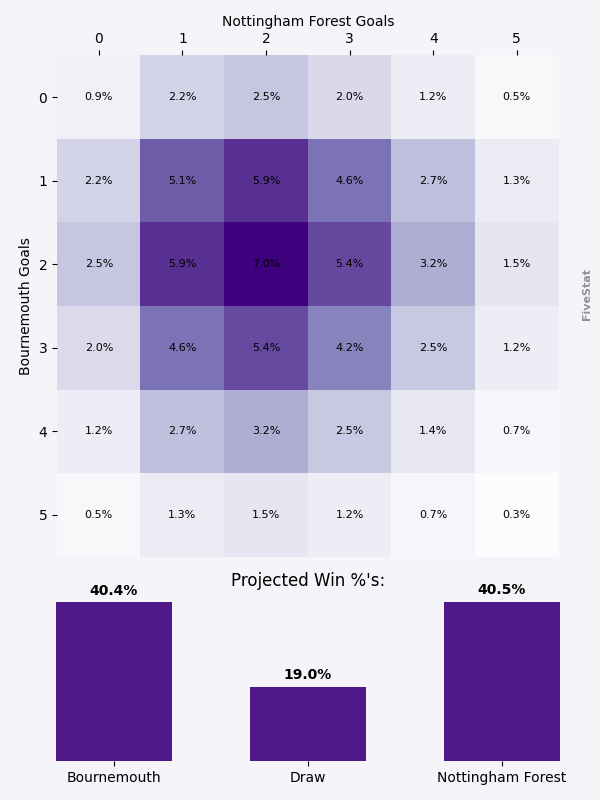 Nottingham Forest Goals
0 1 2 3 4 5
0 0.9% 2.2% 2.5% 2.0% 1.2% 0.5%
1 2.2% 5.1% 5.9% 4.6% 2.7% 1.3%
2 2.5% 5.9% 7.0% 5.4% 3.2% 1.5%
3 2.0% 4.6% 5.4% 4.2% 2.5% 1.2%
4 1.2% 2.7% 3.2% 2.5% 1.4% 0.7%
5 0.5% 1.3% 1.5% 1.2% 0.7% 0.3%
Bournemouth Goals
FiveStat
Projected Win %'s:
40.4% 19.0% 40.5%
Bournemouth Draw Nottingham Forest